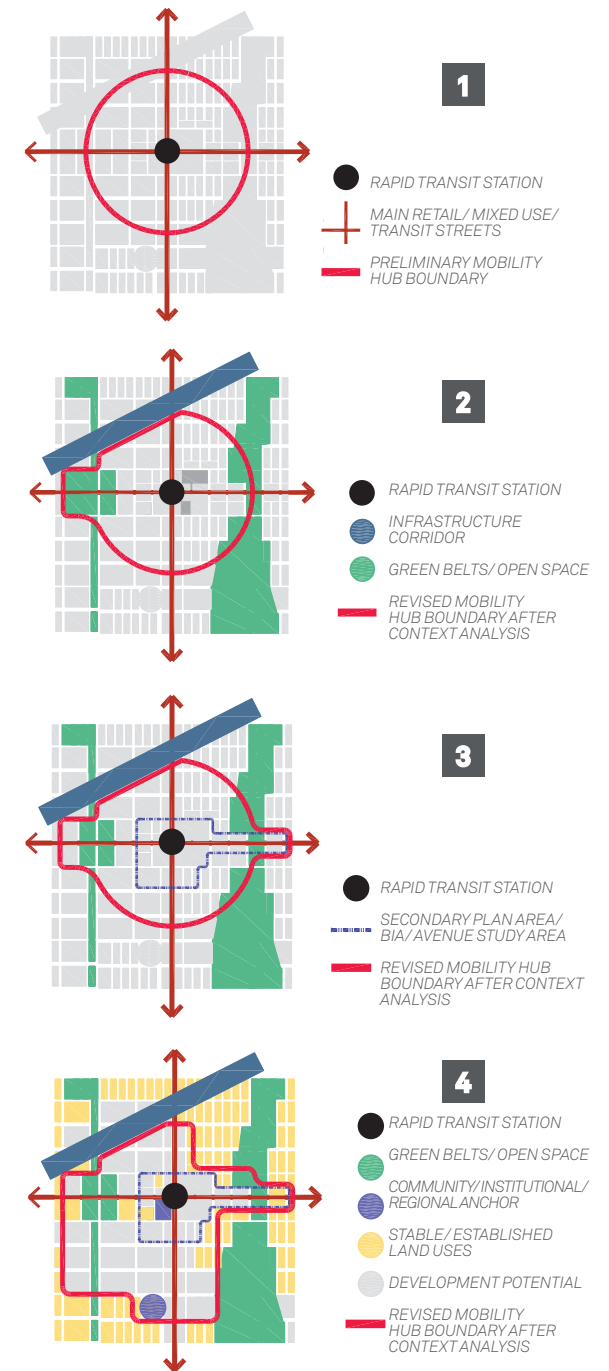 1
RAPID TRANSIT STATION
MAIN RETAIL/ MIXED USE/
TRANSIT STREETS
PRELIMINARY MOBILITY
HUB BOUNDARY
2
RAPID TRANSIT STATION
INFRASTRUCTURE
CORRIDOR
GREEN BELTS/ OPEN SPACE
REVISED MOBILITY
HUB BOUNDARY AFTER
CONTEXT ANALYSIS
3
RAPID TRANSIT STATION
SECONDARY PLAN AREA/
BIA/ AVENUE STUDY AREA
REVISED MOBILITY HUB
BOUNDARY AFTER CONTEXT
ANALYSIS
4
RAPID TRANSIT STATION
GREEN BELTS/ OPEN SPACE
COMMUNITY/INSTITUTIONAL/
REGIONAL ANCHOR
STABLE/ ESTABLISHED
LAND USES
DEVELOPMENT POTENTIAL
REVISED MOBILITY
HUB BOUNDARY AFTER
CONTEXT ANALYSIS